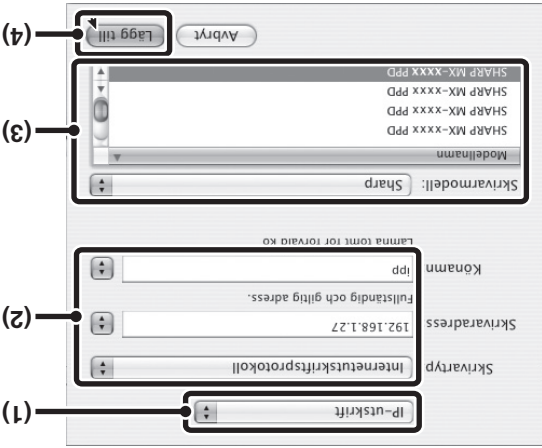 (1)
IP-utskrift
(2)
Skrivartyp
Internetutskriftsprotokoll
Skrivaradress
192.168.1.27
Fullständig och giltig adress.
Könamn
ipp
Lämna tomt för förvald kö
(3)
Skrivarmodell:
Sharp
Modellnamn
SHARP MX-xxxx PPD
SHARP MX-xxxx PPD
SHARP MX-xxxx PPD
SHARP MX-xxxx PPD
(4)
Avbryt
Lägg till